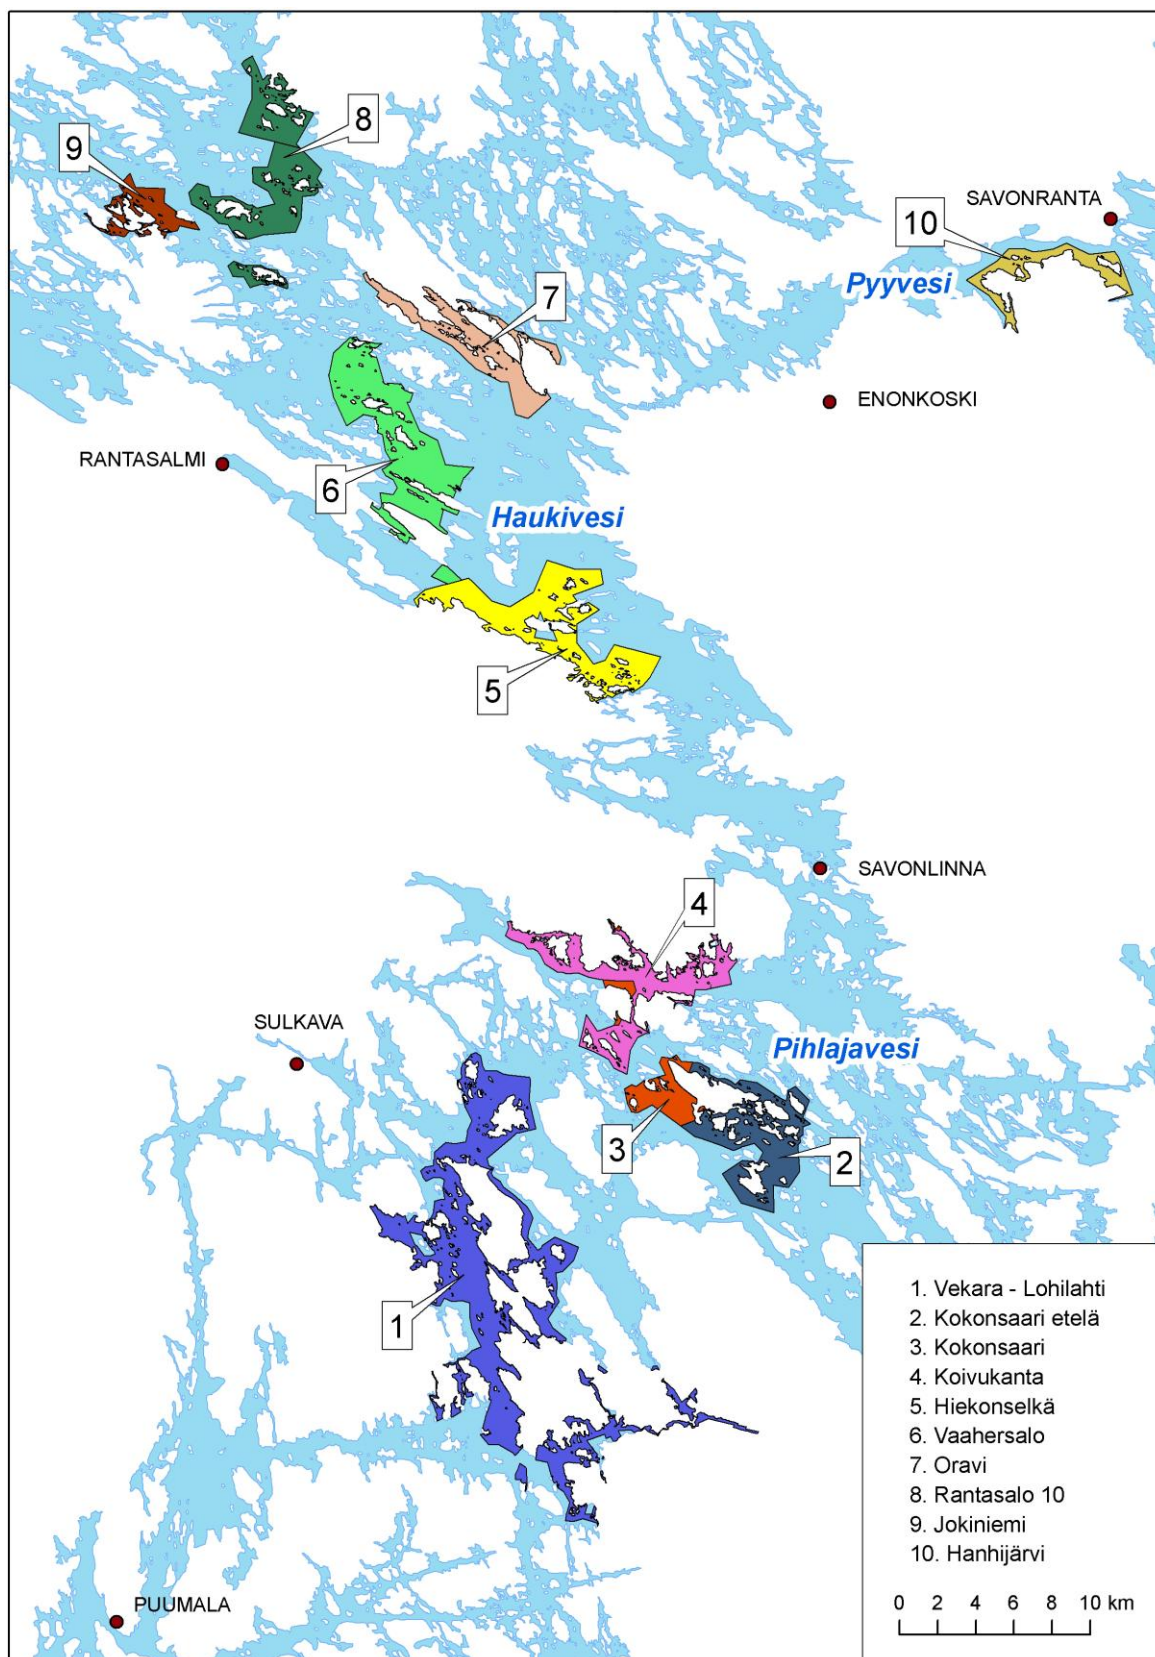 8
9
SAVONRANTA
10
Pyyvesi
7
ENONKOSKI
RANTASALMI
6
Haukivesi
5
SAVONLINNA
4
SULKAVA
Pihlajavesi
3
2
1
1. Vekara - Lohilahti
2. Kokonsaari etelä
3. Kokonsaari
4. Koivukanta
5. Hiekonselkä
6. Vaahersalo
7. Oravi
8. Rantasalo 10
9. Jokiniemi
10. Hanhijärvi
0 2 4 6 8 10 km
PUUMALA